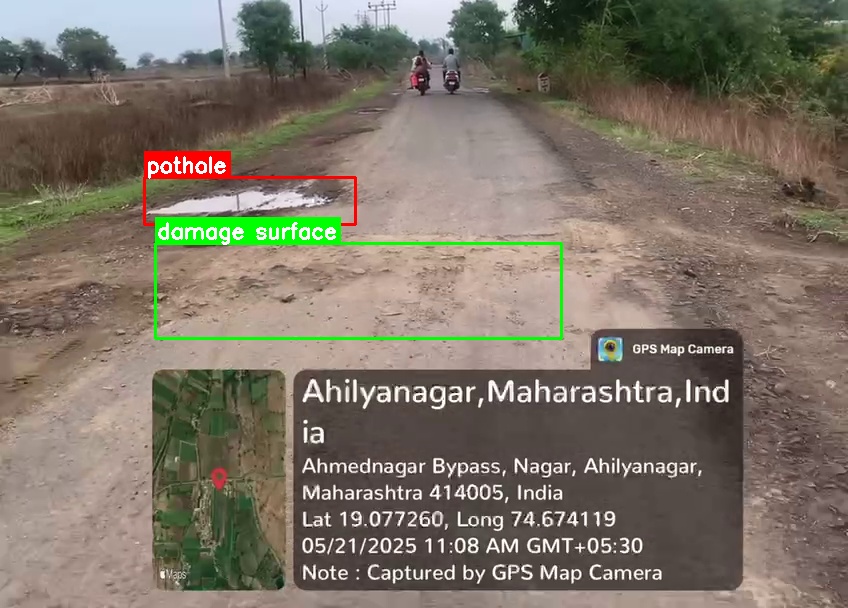 pothole
damage surface
GPS Map Camera
Ahilyanagar,Maharashtra,Ind
ia
Ahmednagar Bypass, Nagar, Ahilyanagar,
Maharashtra 414005, India
Lat 19.077260, Long 74.674119
05/21/2025 11:08 AM GMT+05:30
Note : Captured by GPS Map Camera
Maps